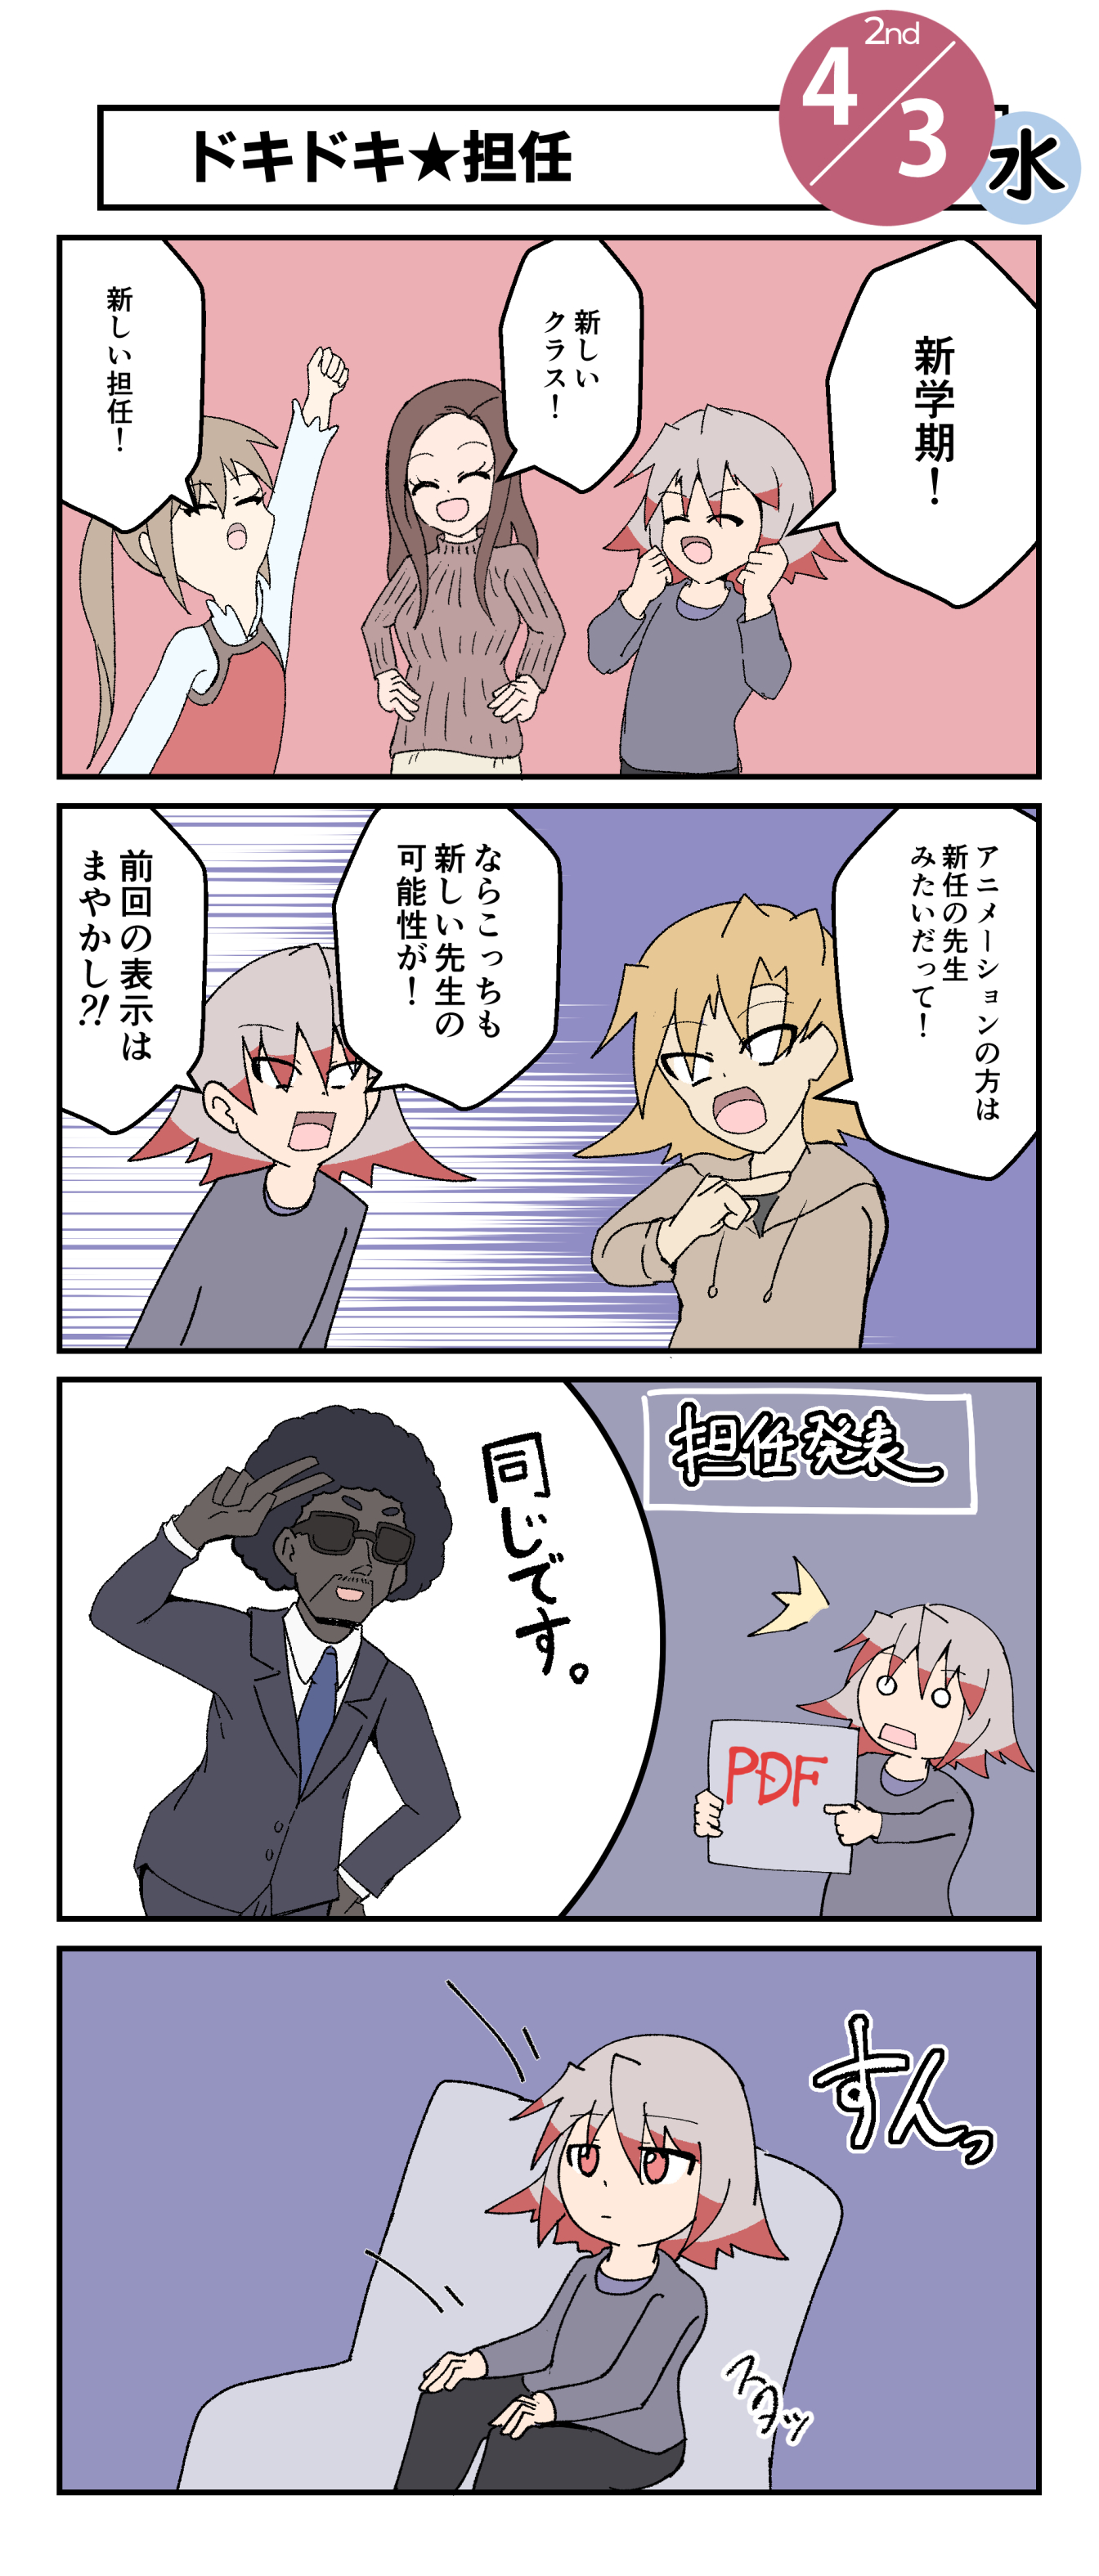 2nd
4/3
水
ドキドキ★担任
新学期！
新しい
クラス！
新しい担任！
アニメーションの方は
新任の先生
みたいだって！
ならこっちも
新しい先生の
可能性が！
前回の表示は
まやかし?!
担任発表
PDF
同じです。
すんっ
スタッ